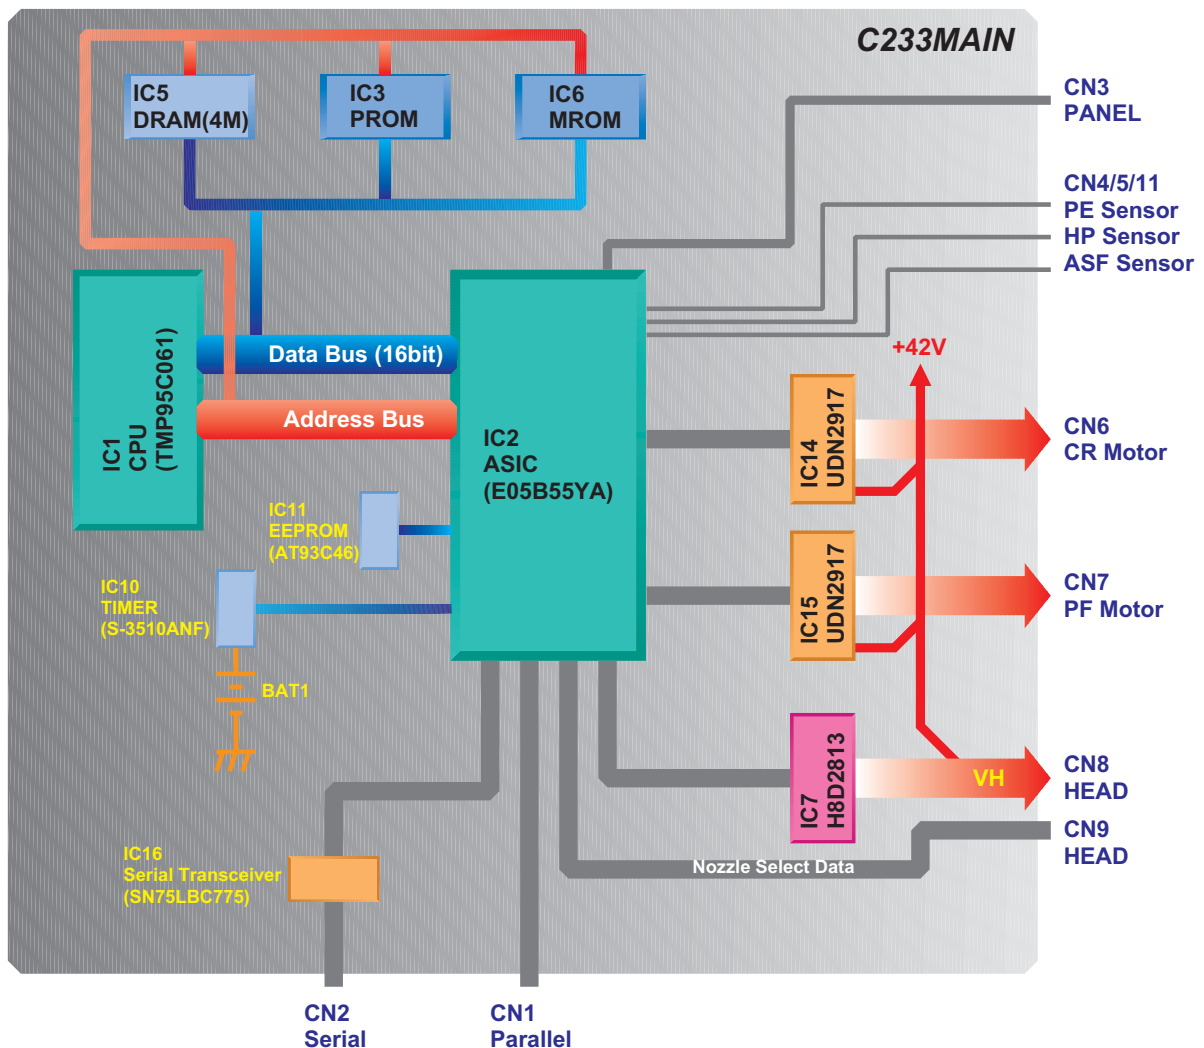 C233MAIN
IC5
DRAM(4M)
IC3
PROM
IC6
MROM
CN3
PANEL
CN4/5/11
PE Sensor
HP Sensor
ASF Sensor
IC1
CPU
(TMP95C061)
Data Bus (16bit)
Address Bus
IC2
ASIC
(E05B55YA)
+42V
IC14
UDN2917
CN6
CR Motor
IC11
EEPROM
(AT93C46)
IC10
TIMER
(S-3510ANF)
BAT1
IC15
UDN2917
CN7
PF Motor
IC7
H8D2813
VH
CN8
HEAD
CN9
HEAD
Nozzle Select Data
IC16
Serial Transceiver
(SN75LBC775)
CN2
Serial
CN1
Parallel